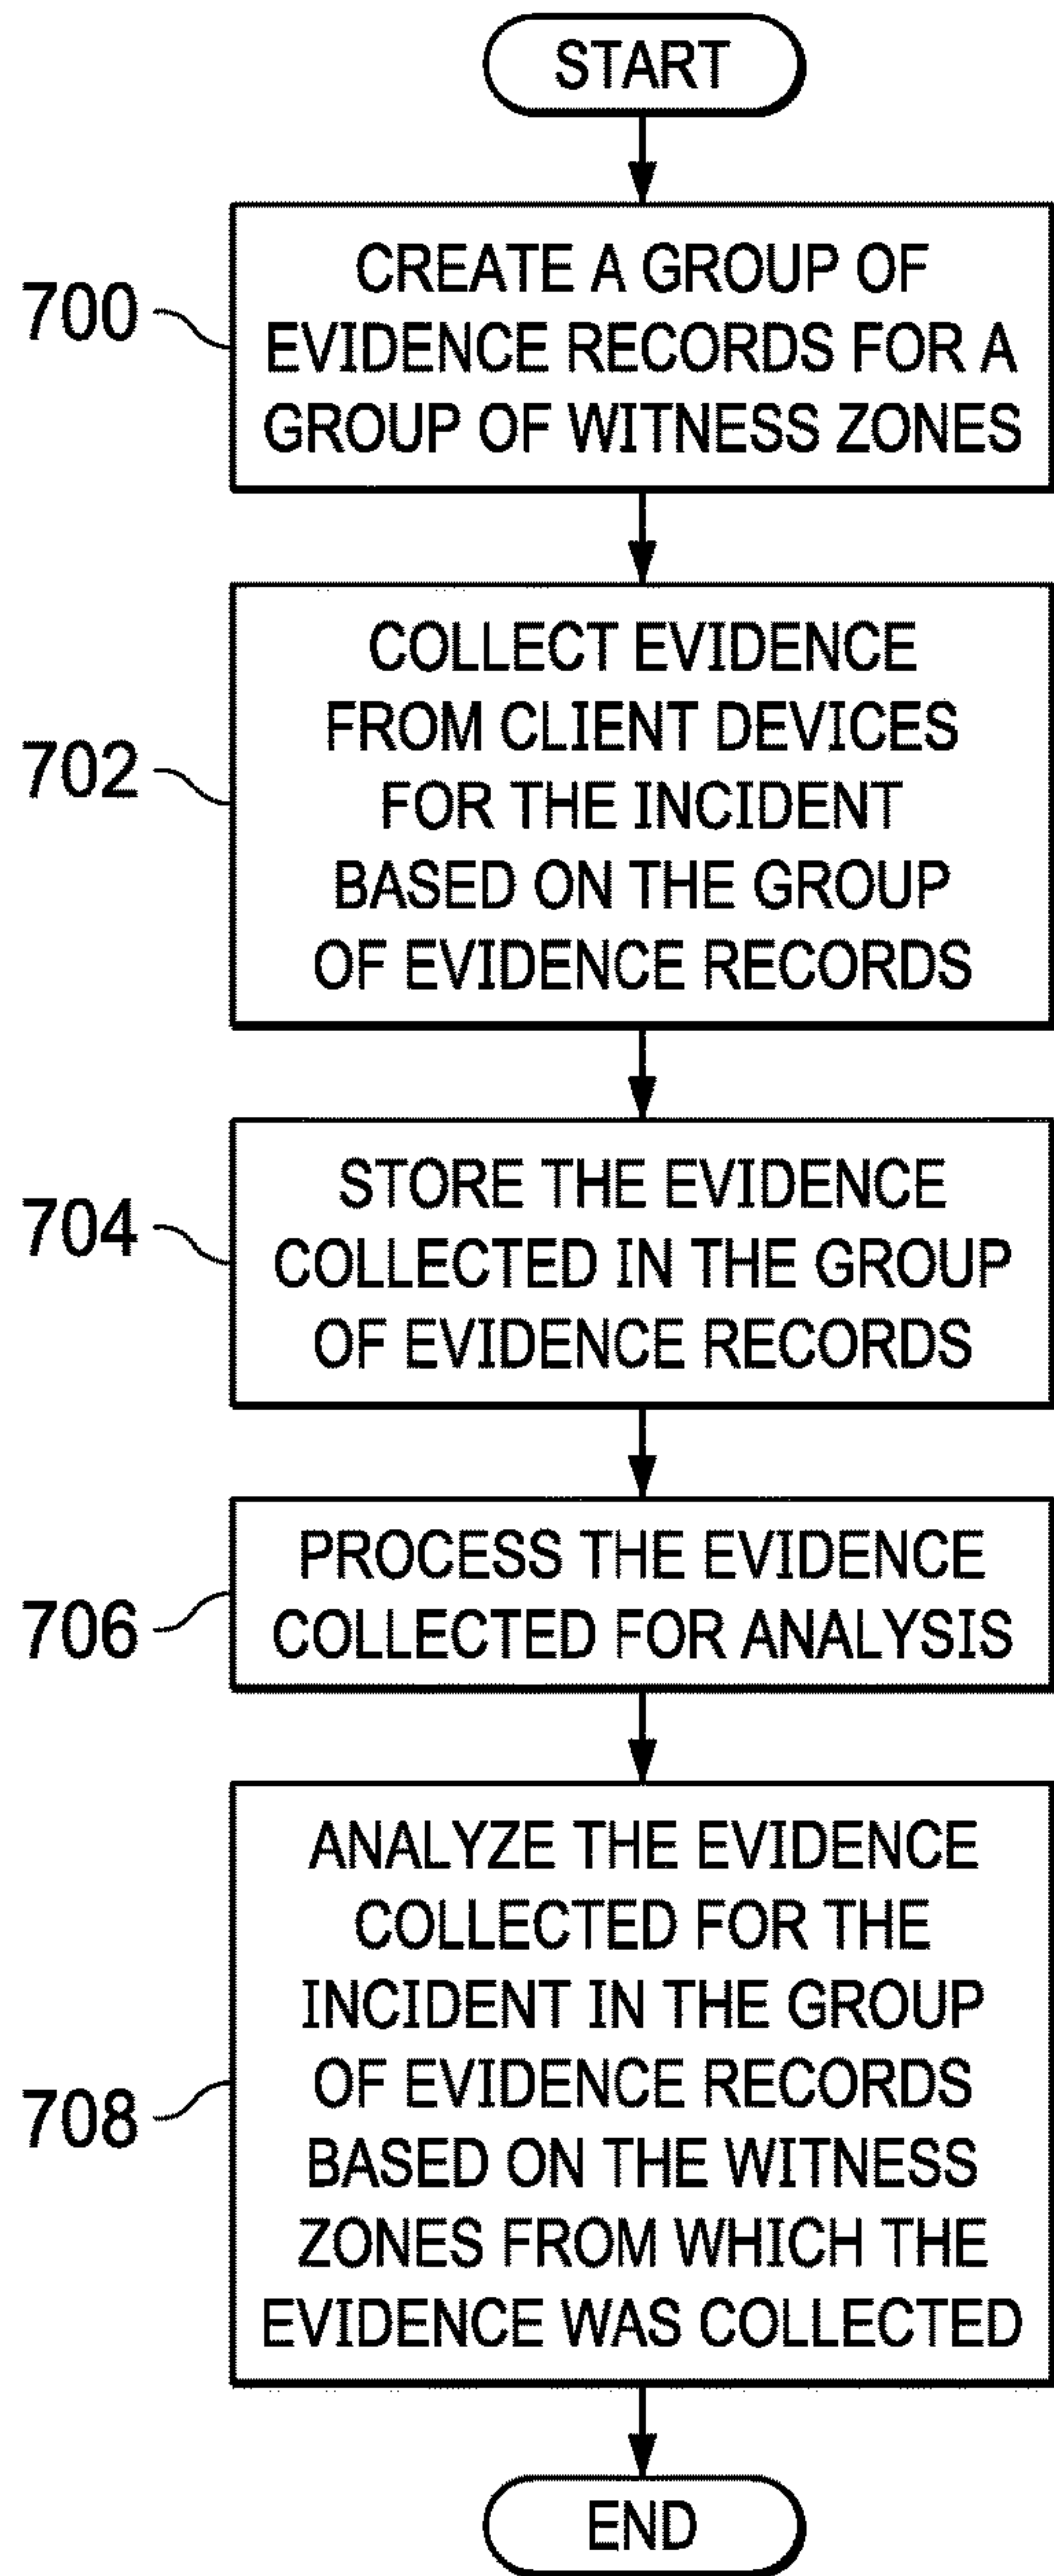 START
700
CREATE A GROUP OF
EVIDENCE RECORDS FOR A
GROUP OF WITNESS ZONES
702
COLLECT EVIDENCE
FROM CLIENT DEVICES
FOR THE INCIDENT
BASED ON THE GROUP
OF EVIDENCE RECORDS
704
STORE THE EVIDENCE
COLLECTED IN THE GROUP
OF EVIDENCE RECORDS
706
PROCESS THE EVIDENCE
COLLECTED FOR ANALYSIS
708
ANALYZE THE EVIDENCE
COLLECTED FOR THE
INCIDENT IN THE GROUP
OF EVIDENCE RECORDS
BASED ON THE WITNESS
ZONES FROM WHICH THE
EVIDENCE WAS COLLECTED
END